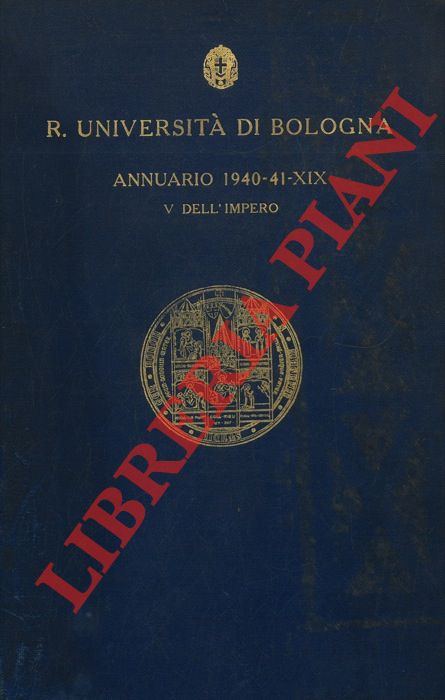 R. UNIVERSITÀ DI BOLOGNA
ANNUARIO 1940-41-XIX
V DELL'IMPERO
LIBRERIA PIANI